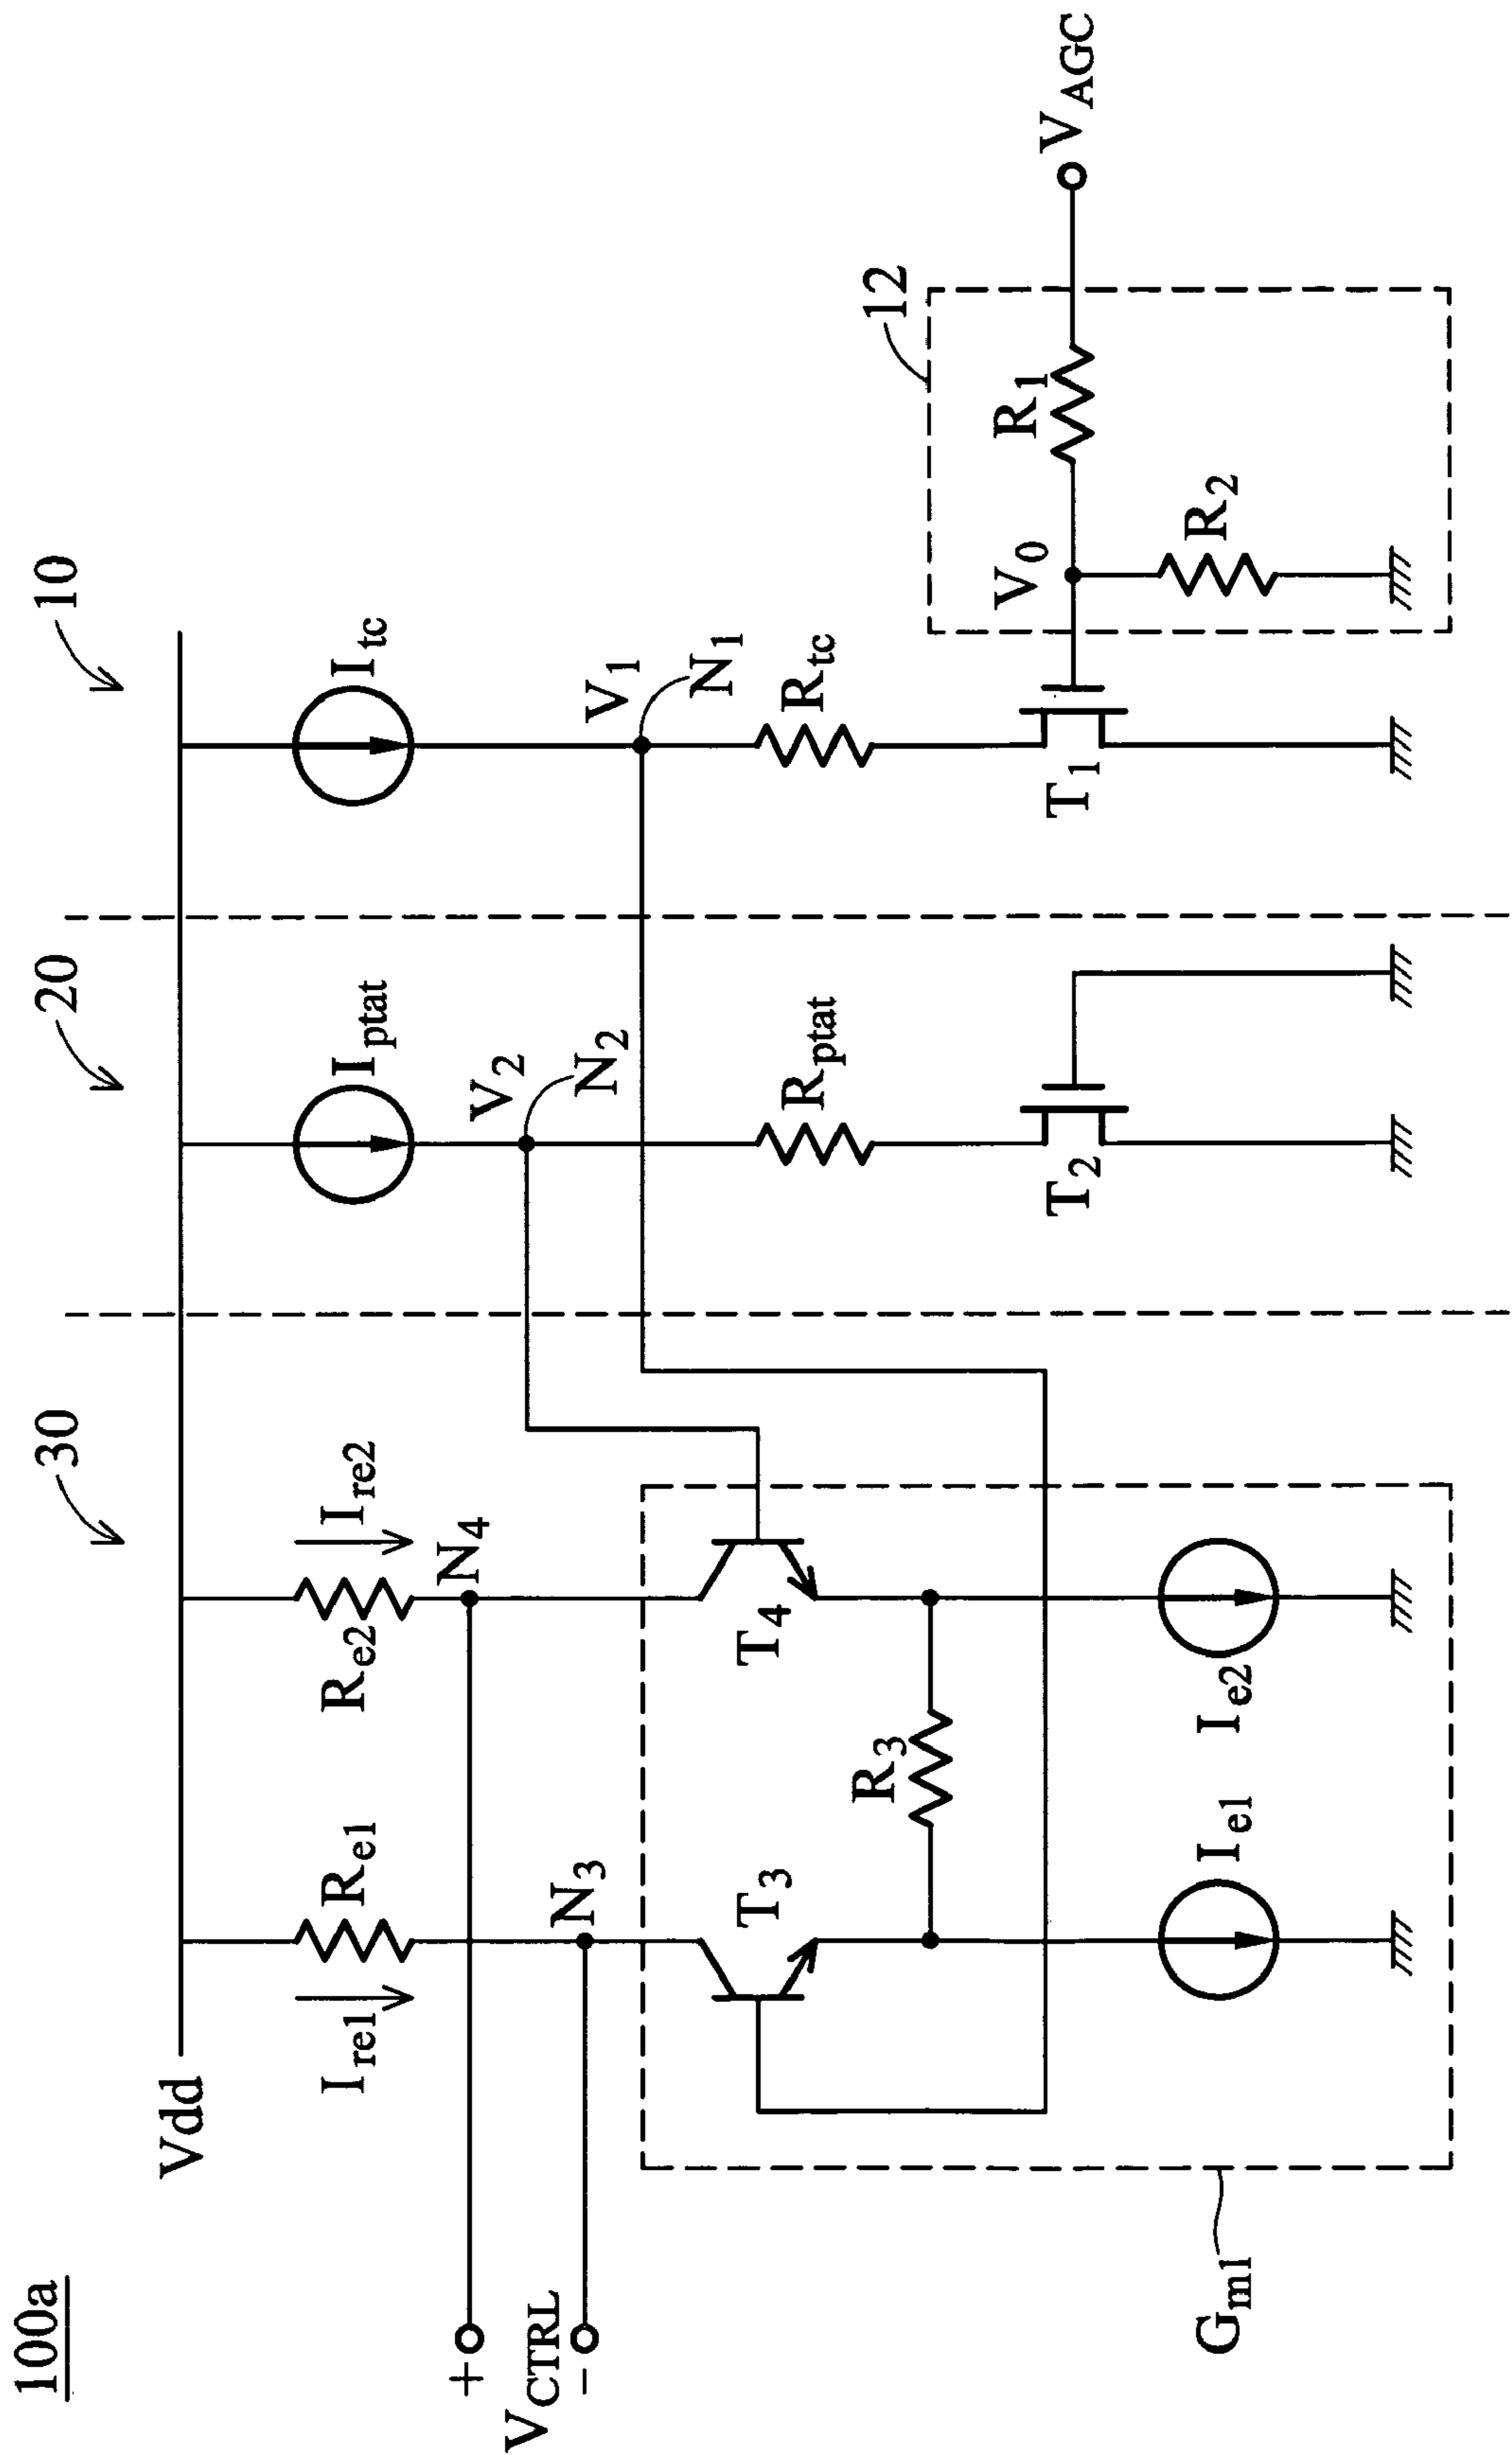 100a
30
20
10
Vdd
I_re1
R_e1
R_e2
I_re2
I_ptat
I_tc
N_4
V_2
N_2
V_1
N_1
+
V_CTRL
−
N_3
T_3
T_4
R_ptat
R_tc
12
R_3
V_0
R_1
V_AGC
T_2
T_1
R_2
G_m1
I_e1
I_e2